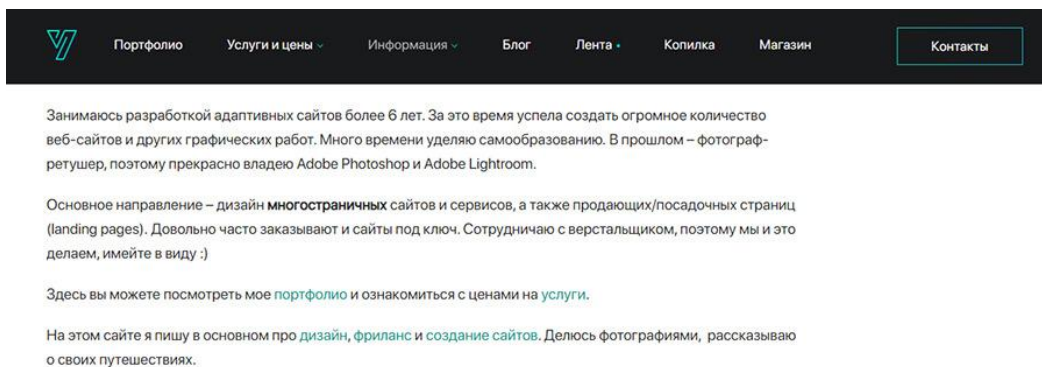 Портфолио Услуги и цены Информация Блог Лента Копилка Магазин Контакты
Занимаюсь разработкой адаптивных сайтов более 6 лет. За это время успела создать огромное количество
веб-сайтов и других графических работ. Много времени уделяю самообразованию. В прошлом – фотограф-
ретушер, поэтому прекрасно владею Adobe Photoshop и Adobe Lightroom.
Основное направление – дизайн многостраничных сайтов и сервисов, а также продающих/посадочных страниц
(landing pages). Довольно часто заказывают и сайты под ключ. Сотрудничаю с верстальщиком, поэтому мы и это
делаем, имейте в виду :)
Здесь вы можете посмотреть мое портфолио и ознакомиться с ценами на услуги.
На этом сайте я пишу в основном про дизайн, фриланс и создание сайтов. Делюсь фотографиями, рассказываю
о своих путешествиях.